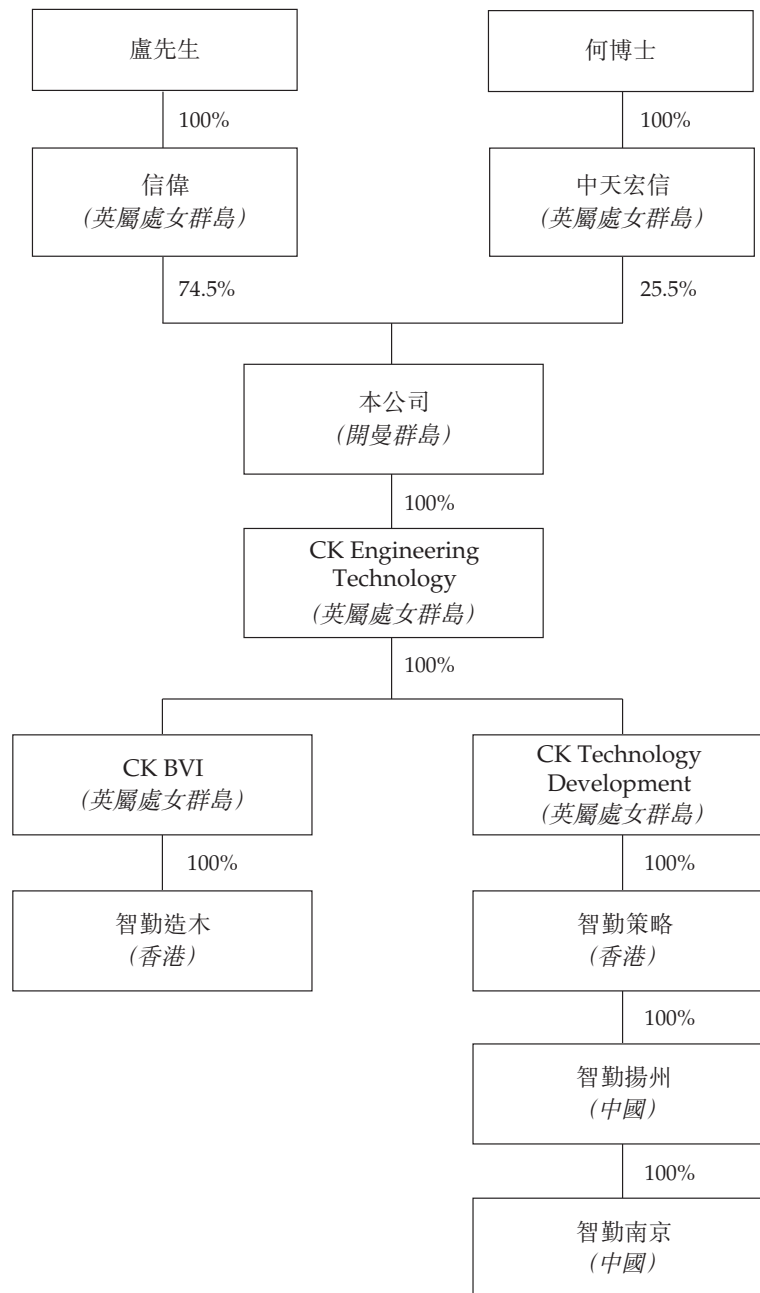 盧先生
何博士
100%
100%
信偉
(英屬處女群島)
中天宏信
(英屬處女群島)
74.5%
25.5%
本公司
(開曼群島)
100%
CK Engineering
Technology
(英屬處女群島)
100%
CK BVI
(英屬處女群島)
CK Technology
Development
(英屬處女群島)
100%
100%
智勤造木
(香港)
智勤策略
(香港)
100%
智勤揚州
(中國)
100%
智勤南京
(中國)